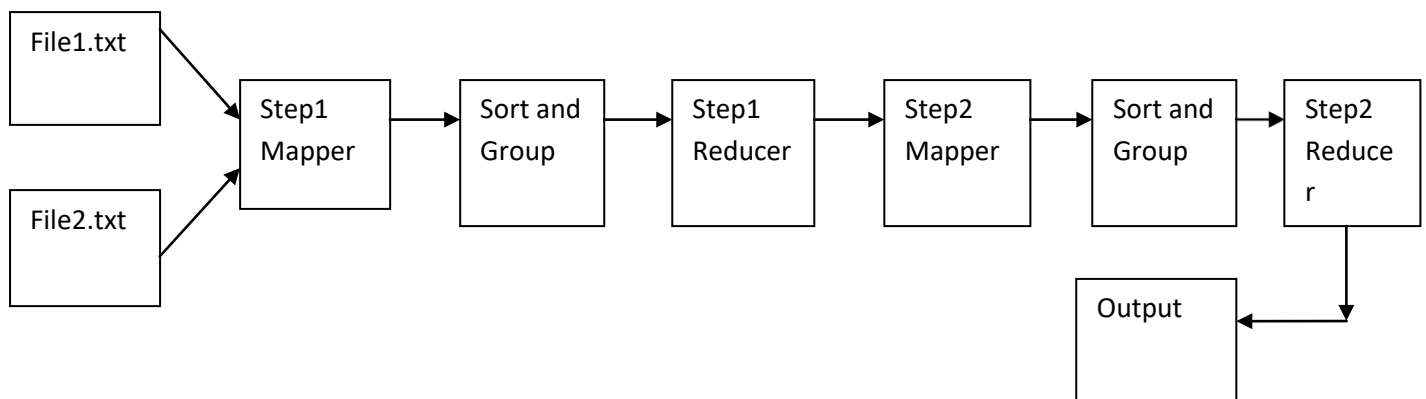 File1.txt
File2.txt
Step1
Mapper
Sort and
Group
Step1
Reducer
Step2
Mapper
Sort and
Group
Step2
Reduce
r
Output